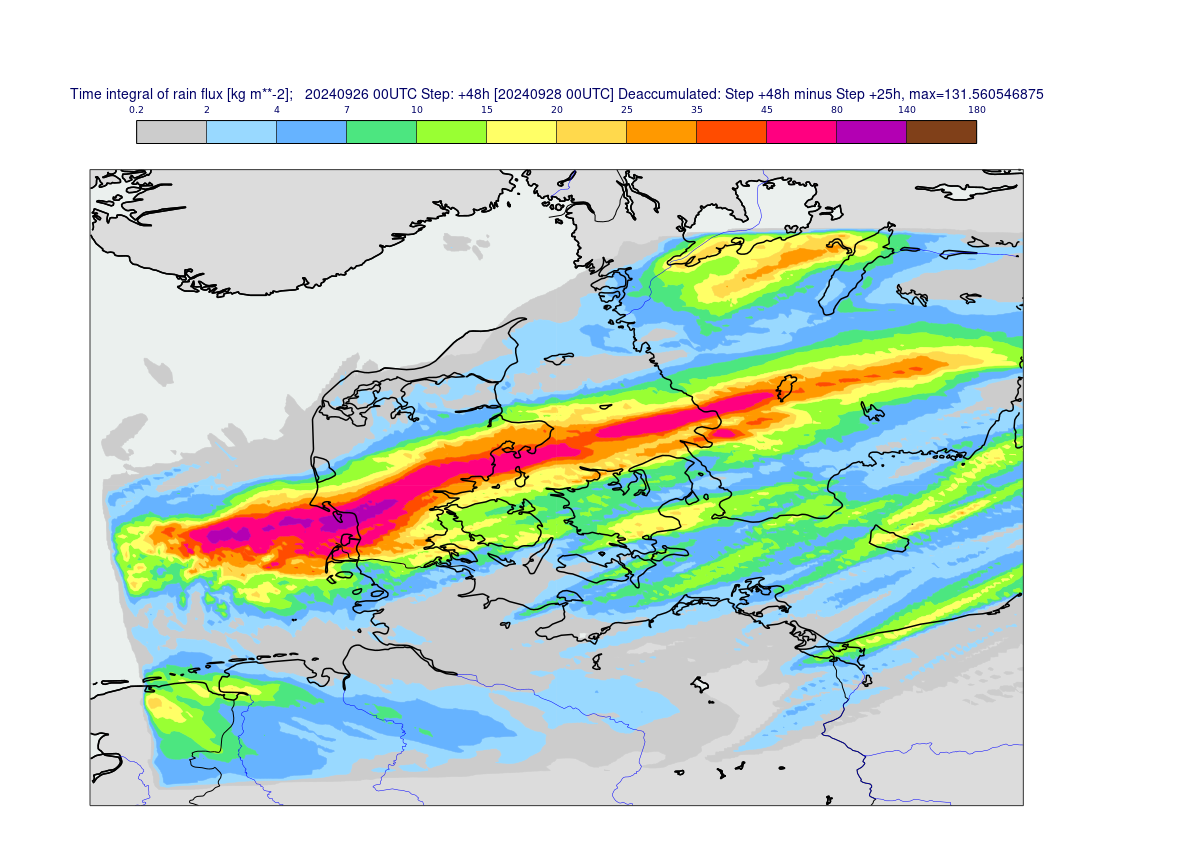 Time integral of rain flux [kg m**-2];   20240926 00UTC Step: +48h [20240928 00UTC] Deaccumulated: Step +48h minus Step +25h, max=131.560546875
0.2 2 4 7 10 15 20 25 35 45 80 140 180